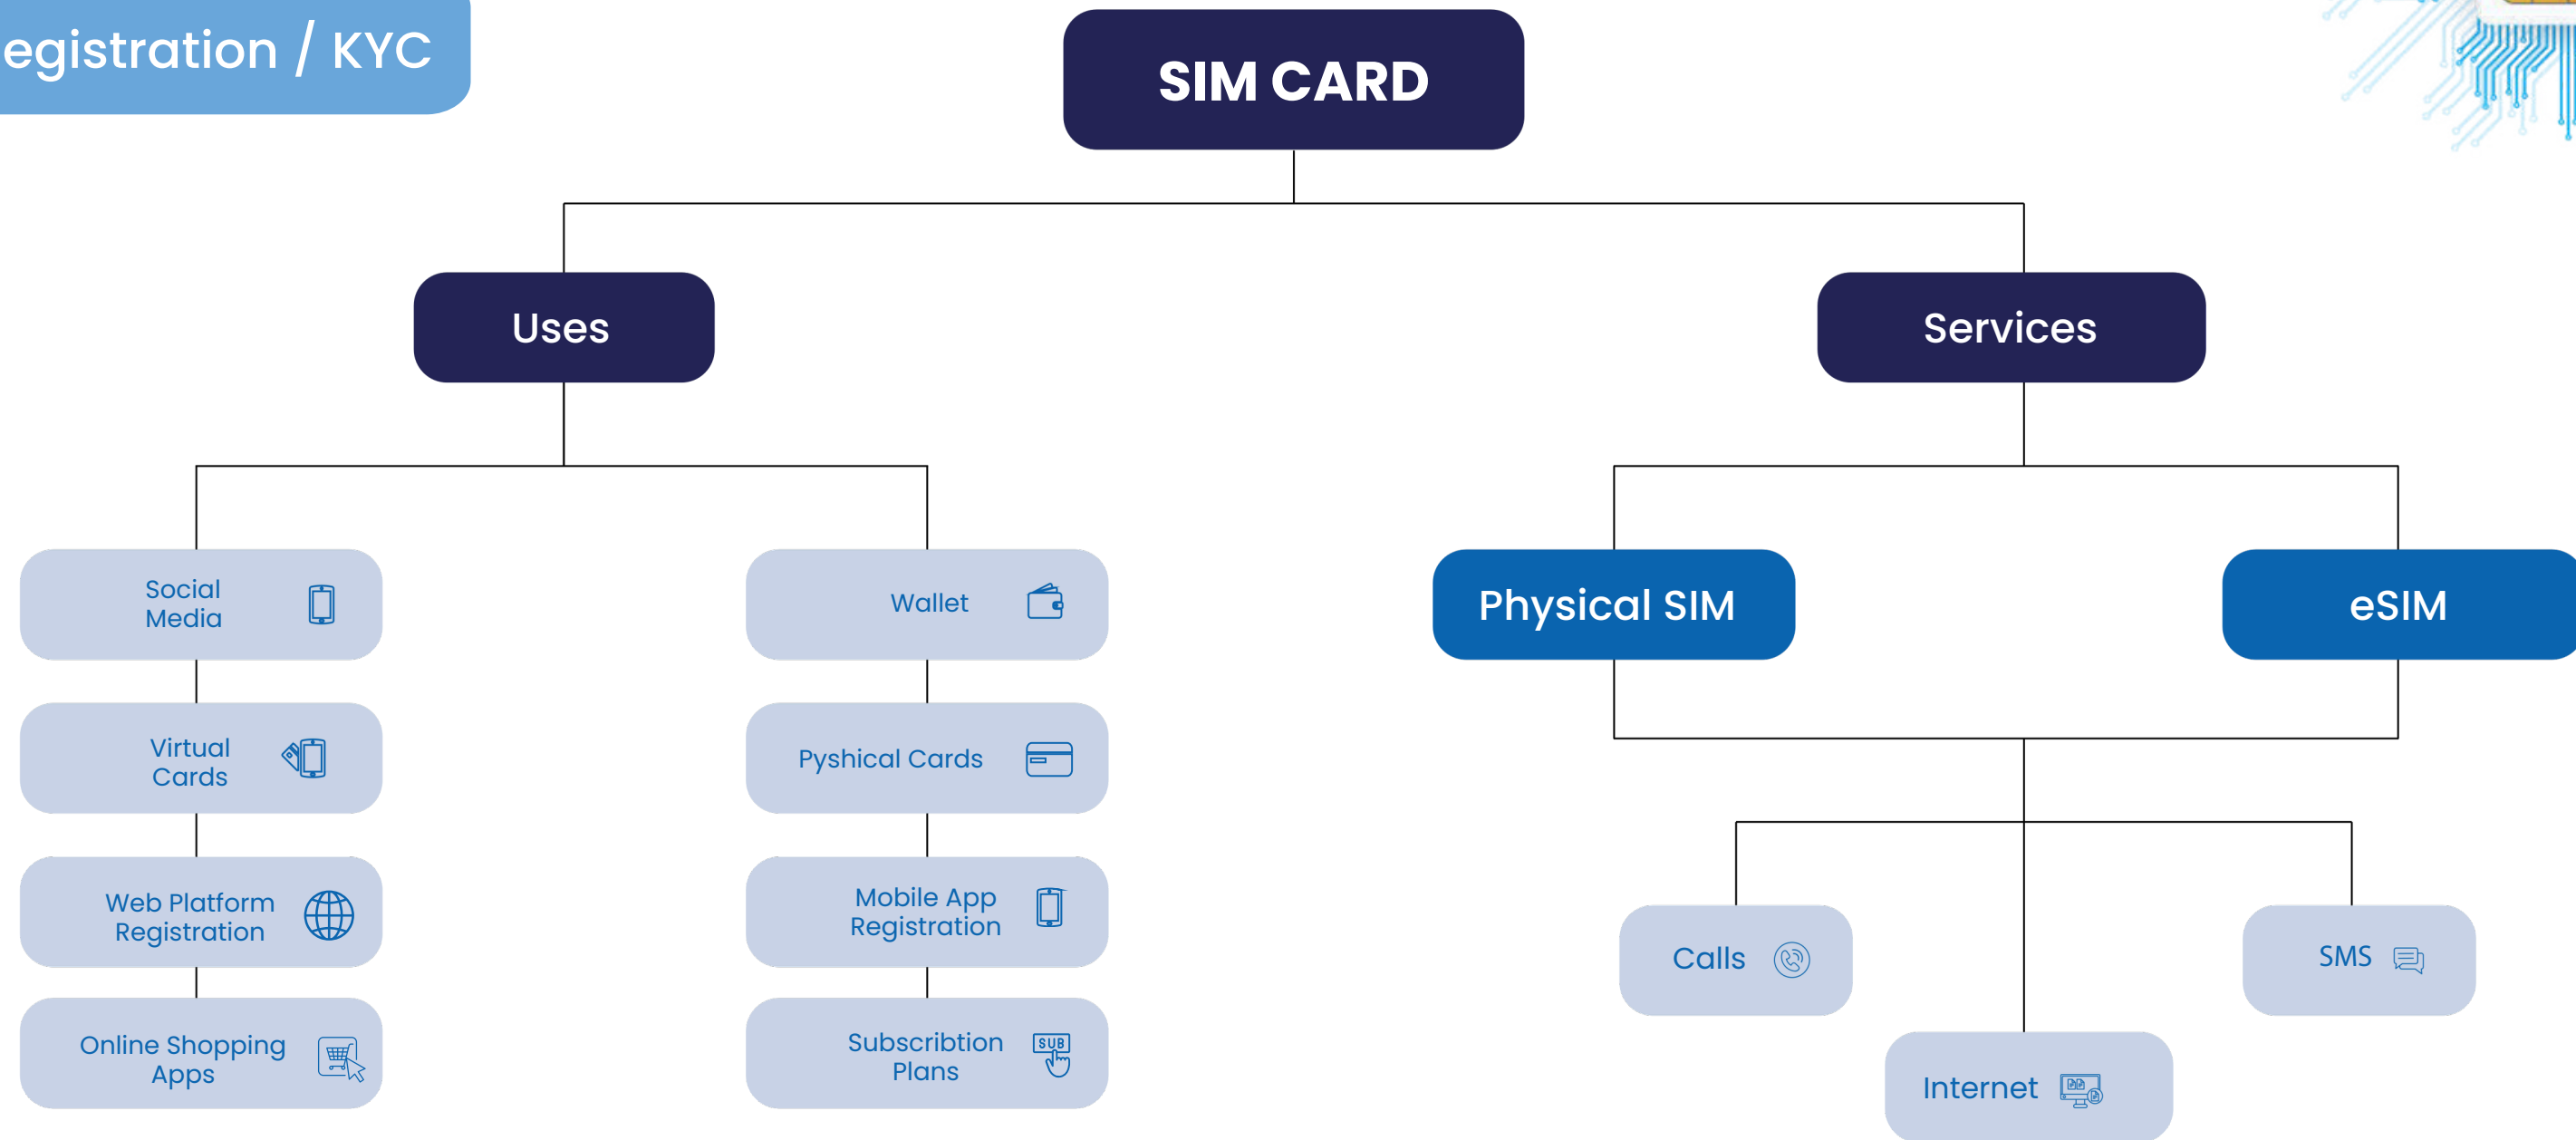 egistration / KYC
SIM CARD
Uses
Services
Social
Media
Wallet
Physical SIM
eSIM
Virtual
Cards
Pyshical Cards
Web Platform
Registration
Mobile App
Registration
Calls
SMS
Online Shopping
Apps
Subscribtion
Plans
SUB
Internet